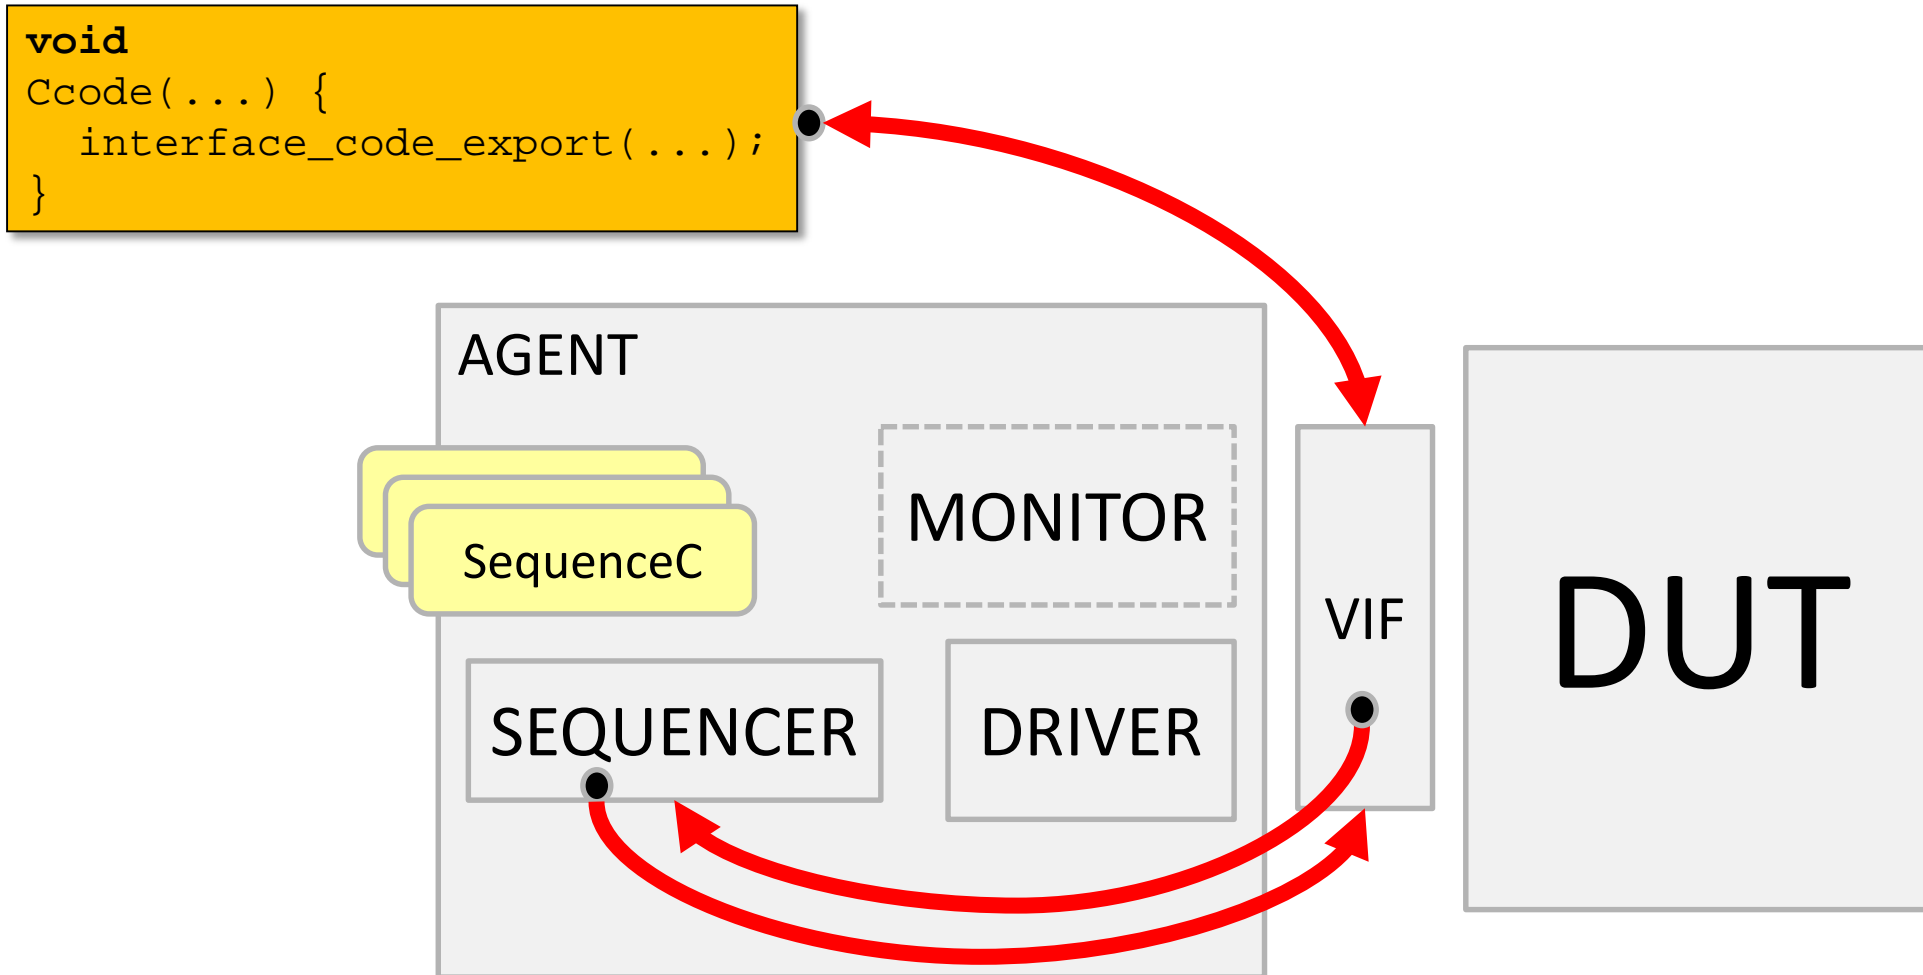 void
Ccode(...) {
  interface_code_export(...);
}
AGENT
MONITOR
SequenceC
VIF
DUT
SEQUENCER
DRIVER